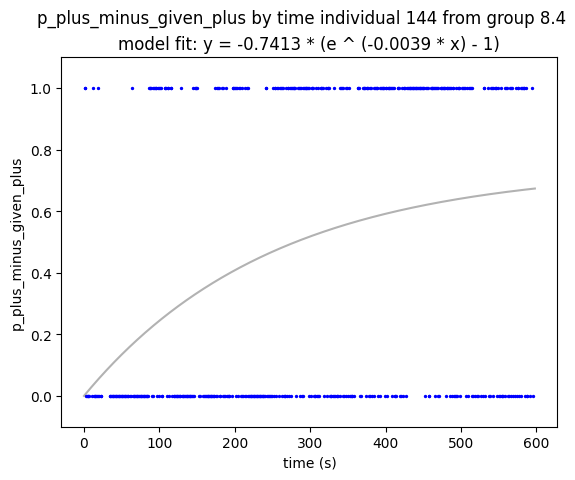 p_plus_minus_given_plus by time individual 144 from group 8.4
model fit: y = -0.7413 * (e ^ (-0.0039 * x) - 1)
1.0
0.8
0.6
0.4
0.2
0.0
p_plus_minus_given_plus
0 100 200 300 400 500 600
time (s)